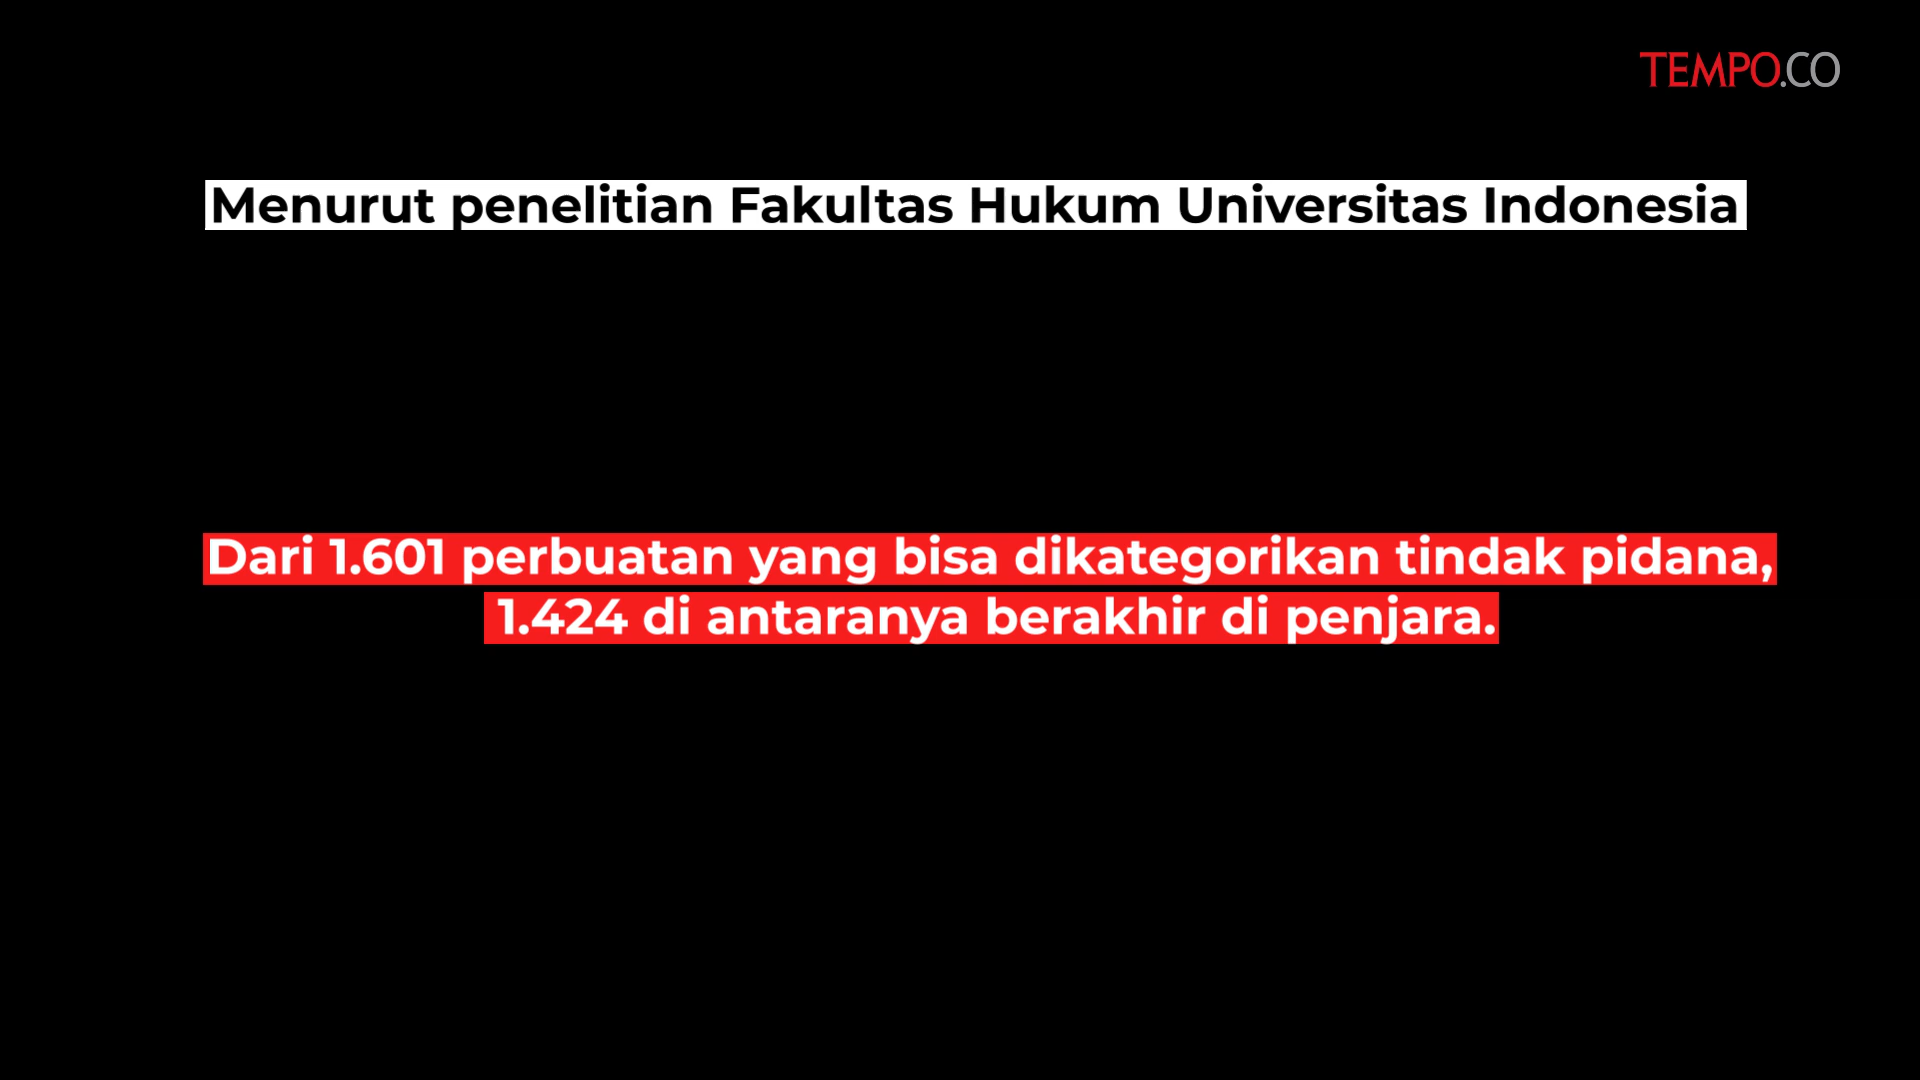 TEMPO.CO
Menurut penelitian Fakultas Hukum Universitas Indonesia
Dari 1.601 perbuatan yang bisa dikategorikan tindak pidana,
1.424 di antaranya berakhir di penjara.